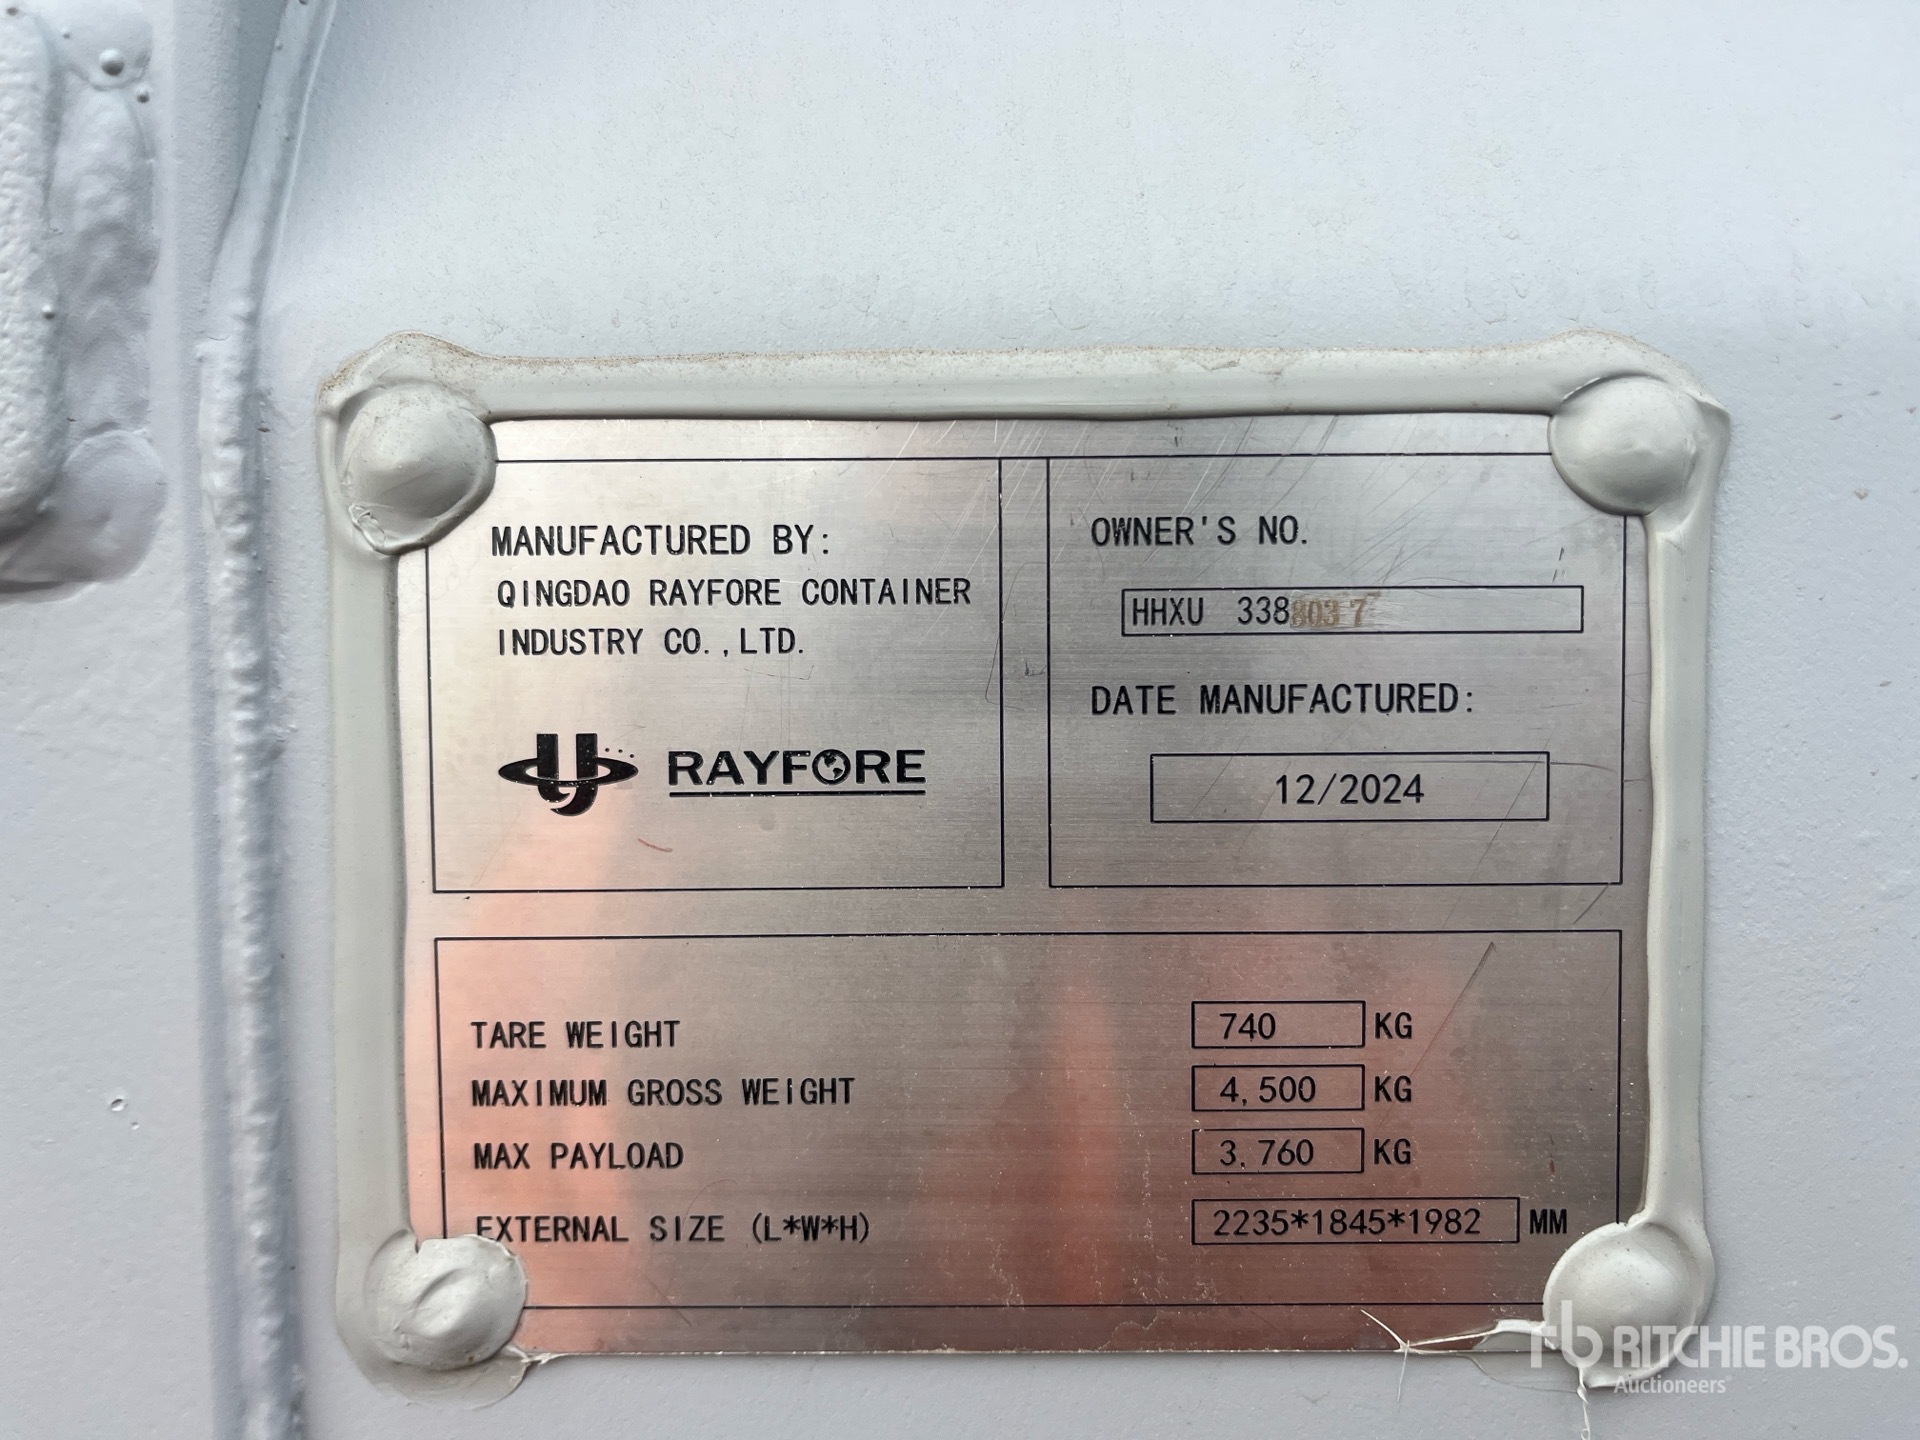 MANUFACTURED BY:
QINGDAO RAYFORE CONTAINER
INDUSTRY CO.,LTD.
RAYFORE
OWNER'S NO.
HHXU 3388037
DATE MANUFACTURED:
12/2024
TARE WEIGHT 740 KG
MAXIMUM GROSS WEIGHT 4,500 KG
MAX PAYLOAD 3,760 KG
EXTERNAL SIZE (L*W*H) 2235*1845*1982 MM
rb RITCHIE BROS.
Auctioneers